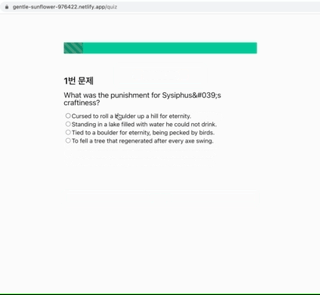 gentle-sunflower-976422.netlify.app/quiz
1번 문제
What was the punishment for Sysiphus&#039;s
craftiness?
Cursed to roll a boulder up a hill for eternity.
Standing in a lake filled with water he could not drink.
Tied to a boulder for eternity, being pecked by birds.
To fell a tree that regenerated after every axe swing.